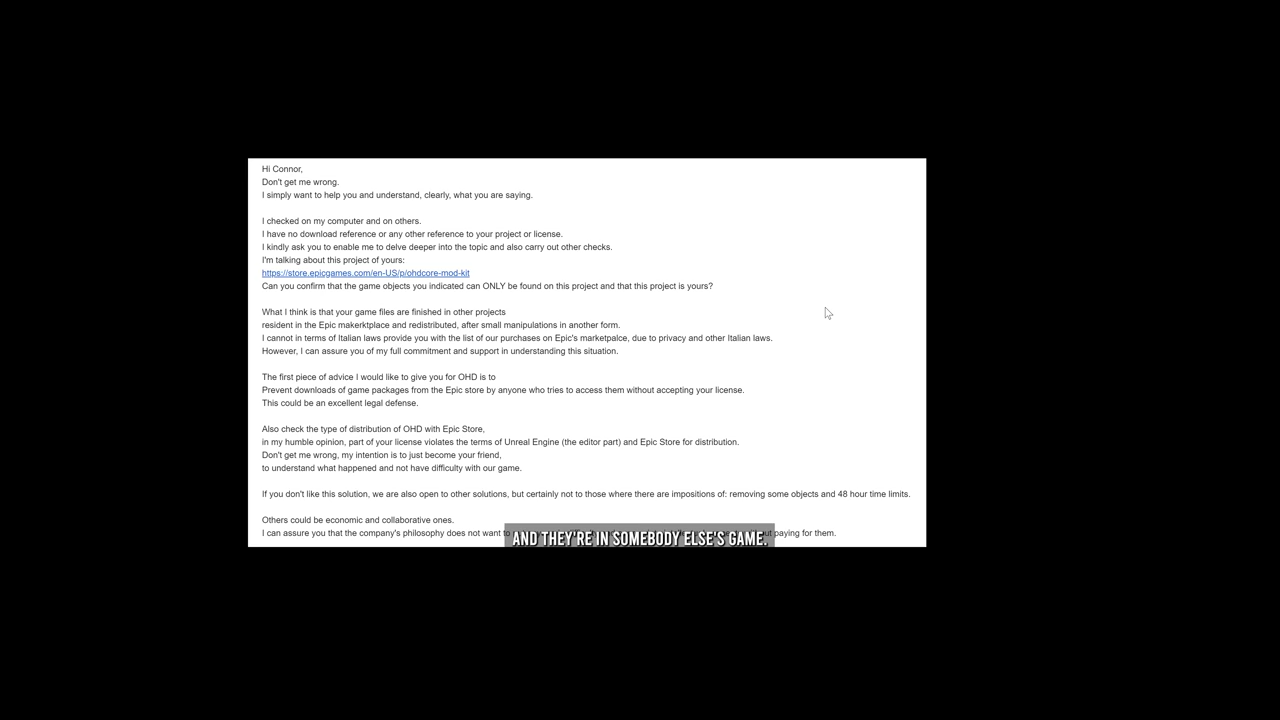 Hi Connor,
Don't get me wrong.
I simply want to help you and understand, clearly, what you are saying.
I checked on my computer and on others.
I have no download reference or any other reference to your project or license.
I kindly ask you to enable me to delve deeper into the topic and also carry out other checks.
I'm talking about this project of yours:
https://store.epicgames.com/en-US/p/ohdcore-mod-kit
Can you confirm that the game objects you indicated can ONLY be found on this project and that this project is yours?
What I think is that your game files are finished in other projects
resident in the Epic makerktplace and redistributed, after small manipulations in another form.
I cannot in terms of Italian laws provide you with the list of our purchases on Epic's marketpalce, due to privacy and other Italian laws.
However, I can assure you of my full commitment and support in understanding this situation.
The first piece of advice I would like to give you for OHD is to
Prevent downloads of game packages from the Epic store by anyone who tries to access them without accepting your license.
This could be an excellent legal defense.
Also check the type of distribution of OHD with Epic Store,
in my humble opinion, part of your license violates the terms of Unreal Engine (the editor part) and Epic Store for distribution.
Don't get me wrong, my intention is to just become your friend,
to understand what happened and not have difficulty with our game.
If you don't like this solution, we are also open to other solutions, but certainly not to those where there are impositions of: removing some objects and 48 hour time limits.
Others could be economic and collaborative ones.
I can assure you that the company's philosophy does not want to paying for them.
AND THEY'RE IN SOMEBODY ELSE'S GAME.